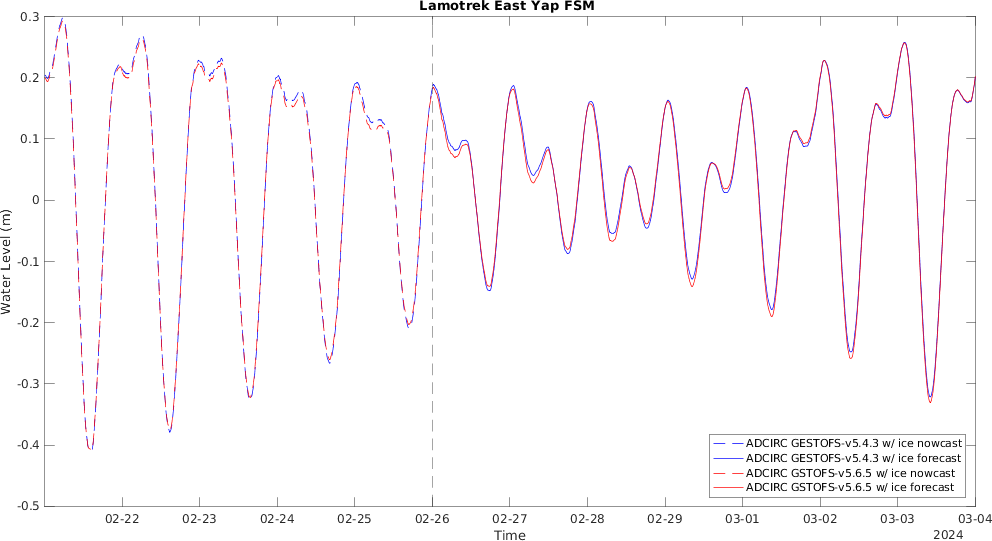 Lamotrek East Yap FSM
0.3
0.2
0.1
0
-0.1
-0.2
-0.3
-0.4
-0.5
Water Level (m)
ADCIRC GESTOFS-v5.4.3 w/ ice nowcast
ADCIRC GESTOFS-v5.4.3 w/ ice forecast
ADCIRC GSTOFS-v5.6.5 w/ ice nowcast
ADCIRC GSTOFS-v5.6.5 w/ ice forecast
02-22 02-23 02-24 02-25 02-26 02-27 02-28 02-29 03-01 03-02 03-03 03-04
Time
2024